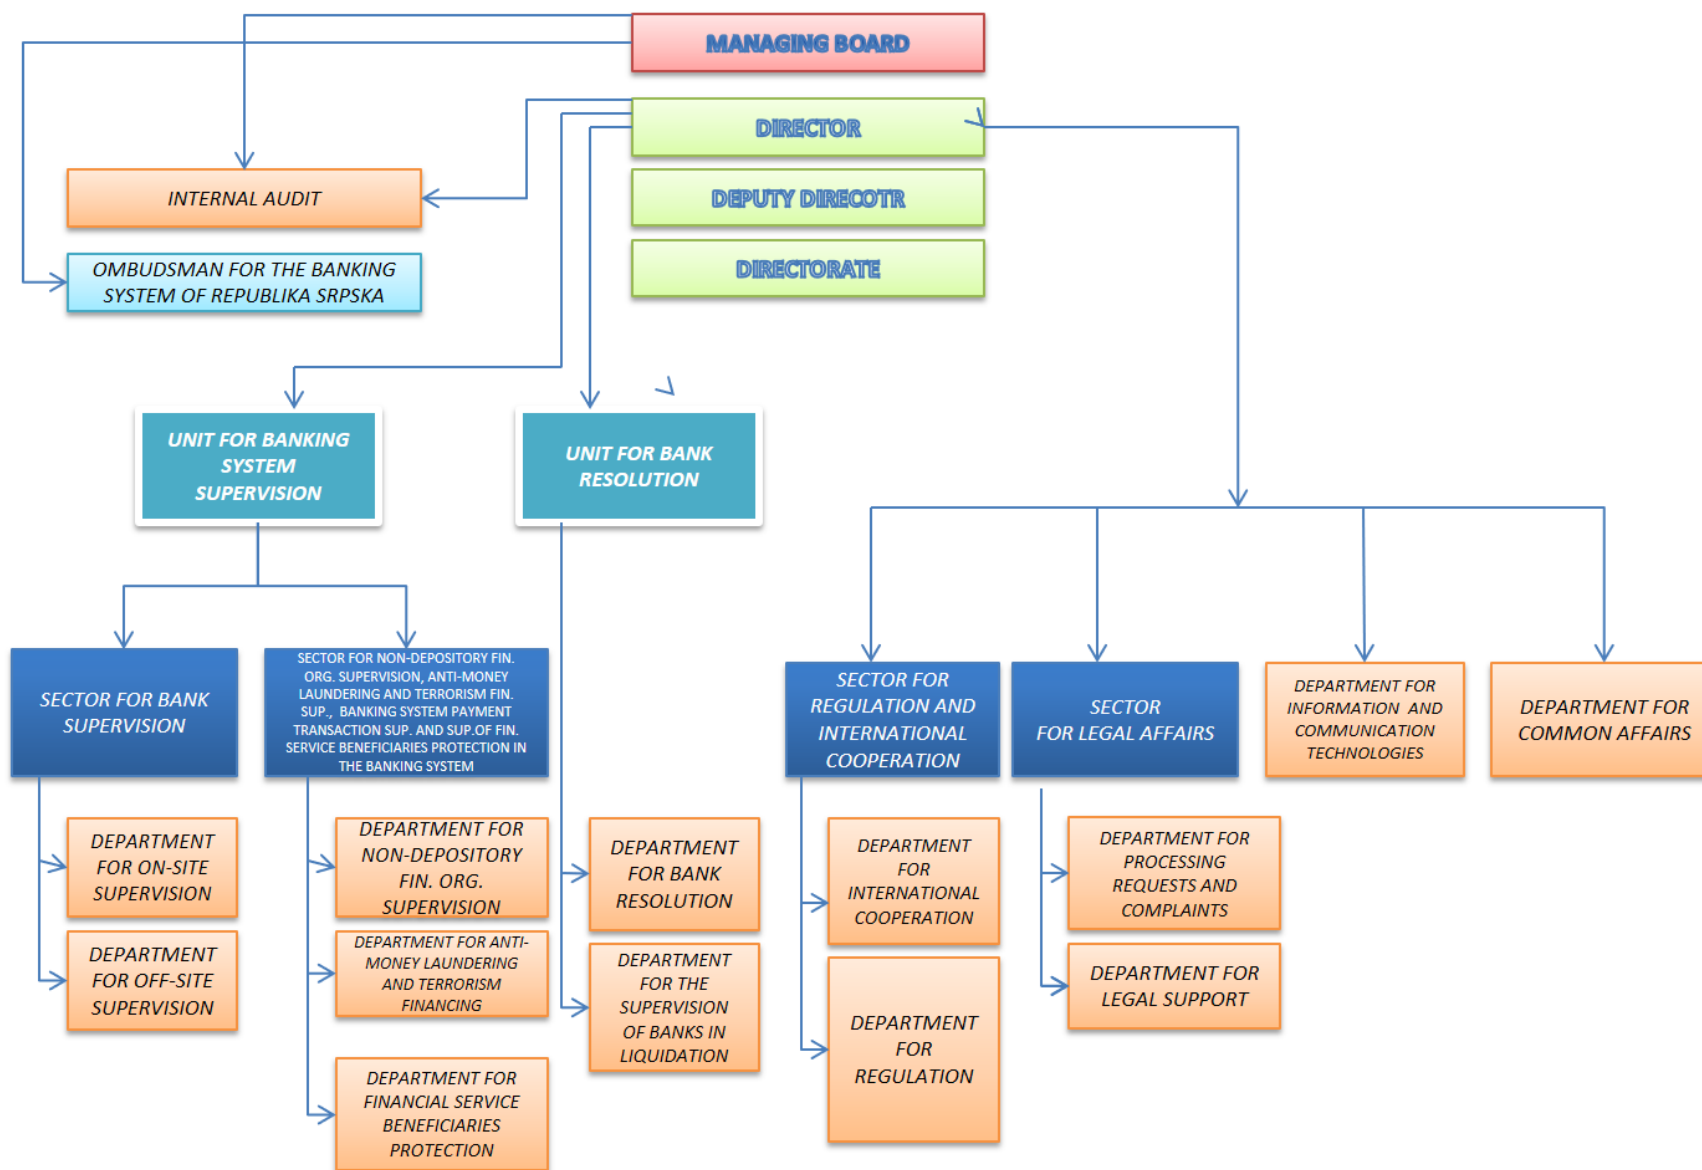 MANAGING BOARD
DIRECTOR
INTERNAL AUDIT
DEPUTY DIRECOTR
OMBUDSMAN FOR THE BANKING
SYSTEM OF REPUBLIKA SRPSKA
DIRECTORATE
UNIT FOR BANKING
SYSTEM
SUPERVISION
UNIT FOR BANK
RESOLUTION
SECTOR FOR BANK
SUPERVISION
SECTOR FOR NON-DEPOSITORY FIN.
ORG. SUPERVISION, ANTI-MONEY
LAUNDERING AND TERRORISM FIN.
SUP., BANKING SYSTEM PAYMENT
TRANSACTION SUP. AND SUP.OF FIN.
SERVICE BENEFICIARIES PROTECTION IN
THE BANKING SYSTEM
SECTOR FOR
REGULATION AND
INTERNATIONAL
COOPERATION
SECTOR
FOR LEGAL AFFAIRS
DEPARTMENT FOR
INFORMATION AND
COMMUNICATION
TECHNOLOGIES
DEPARTMENT FOR
COMMON AFFAIRS
DEPARTMENT
FOR ON-SITE
SUPERVISION
DEPARTMENT FOR
NON-DEPOSITORY
FIN. ORG.
SUPERVISION
DEPARTMENT
FOR BANK
RESOLUTION
DEPARTMENT
FOR
INTERNATIONAL
COOPERATION
DEPARTMENT FOR
PROCESSING
REQUESTS AND
COMPLAINTS
DEPARTMENT
FOR OFF-SITE
SUPERVISION
DEPARTMENT FOR ANTI-
MONEY LAUNDERING
AND TERRORISM
FINANCING
DEPARTMENT
FOR THE
SUPERVISION
OF BANKS IN
LIQUIDATION
DEPARTMENT
FOR
REGULATION
DEPARTMENT FOR
LEGAL SUPPORT
DEPARTMENT FOR
FINANCIAL SERVICE
BENEFICIARIES
PROTECTION